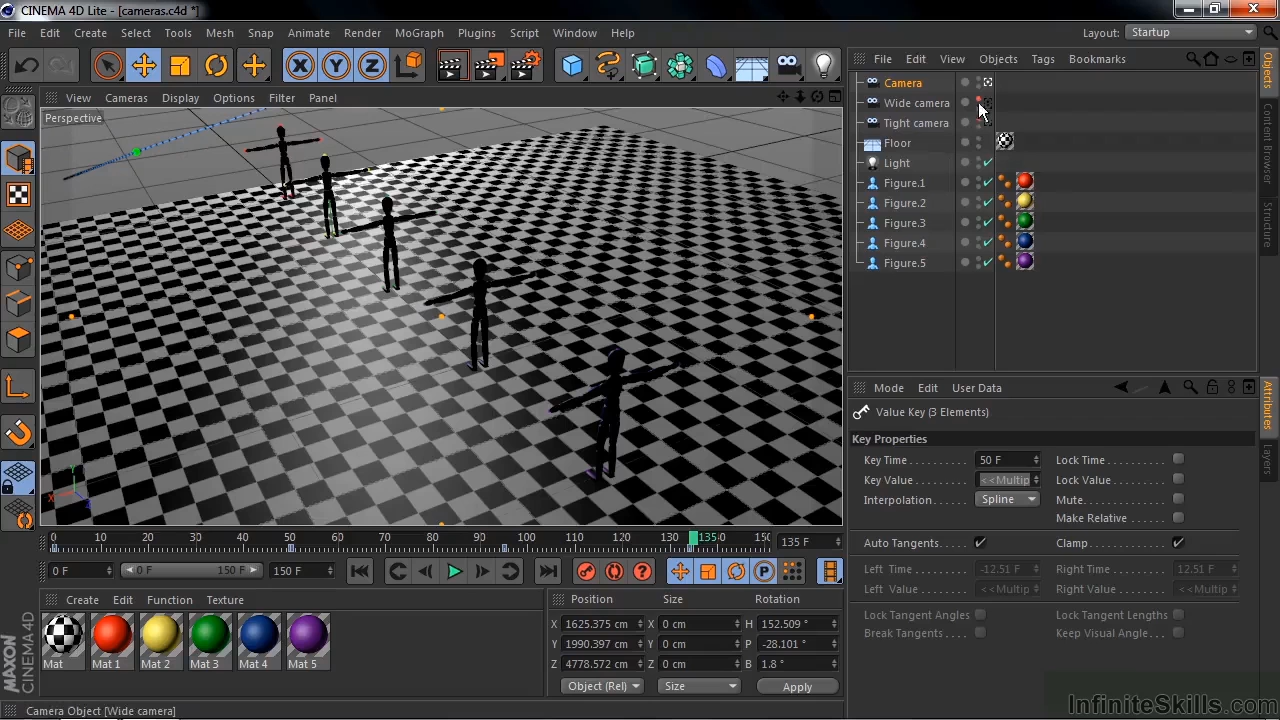 CINEMA 4D Lite - [cameras.c4d *]
File Edit Create Select Tools Mesh Snap Animate Render MoGraph Plugins Script Window Help
Layout: Startup
File Edit View Objects Tags Bookmarks
View Cameras Display Options Filter Panel
Perspective
Camera
Wide camera
Tight camera
Floor
Light
Figure.1
Figure.2
Figure.3
Figure.4
Figure.5
Objects
Content Browser
Structure
Attributes
Layers
Mode Edit User Data
Value Key (3 Elements)
Key Properties
Key Time 50 F Lock Time
Key Value <<Multip Lock Value
Interpolation Spline Mute
Make Relative
Auto Tangents Clamp
Left Time -12.51 F Right Time 12.51 F
Left Value <<Multip Right Value <<Multip
Lock Tangent Angles Lock Tangent Lengths
Break Tangents Keep Visual Angle
X Y Z
Y X Z
0 10 20 30 40 50 60 70 80 90 100 110 120 130 135 150 135 F
0 F 0 F 150 F 150 F
P
Create Edit Function Texture
Mat Mat 1 Mat 2 Mat 3 Mat 4 Mat 5
Position Size Rotation
X 1625.375 cm X 0 cm H 152.509 °
Y 1990.397 cm Y 0 cm P -28.101 °
Z 4778.572 cm Z 0 cm B 1.8 °
Object (Rel) Size Apply
MAXON
CINEMA 4D
Camera Object [Wide camera]
InfiniteSkills.com